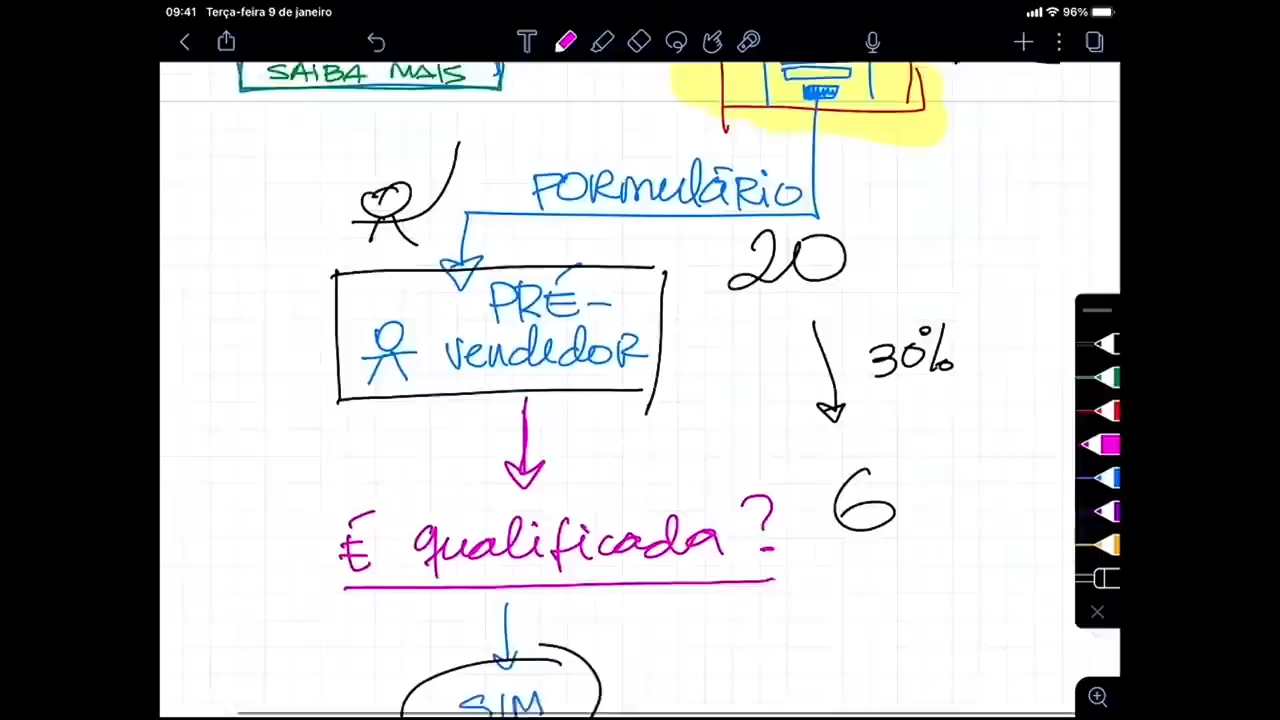 09:41 Terça-feira 9 de janeiro
96%
SAIBA MAIS
FORMULÁRIO
20
PRÉ-
vendedor
30%
6
É qualificada?
SIM